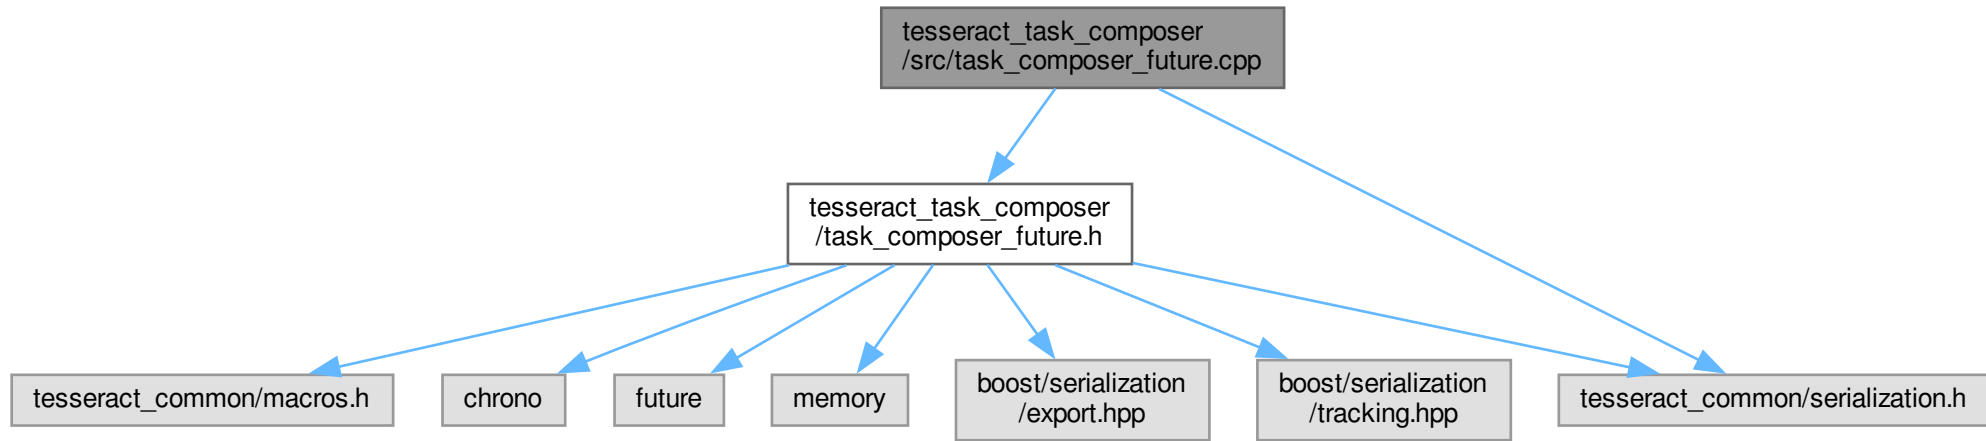 tesseract_task_composer
/src/task_composer_future.cpp
tesseract_task_composer
/task_composer_future.h
tesseract_common/macros.h
chrono
future
memory
boost/serialization
/export.hpp
boost/serialization
/tracking.hpp
tesseract_common/serialization.h